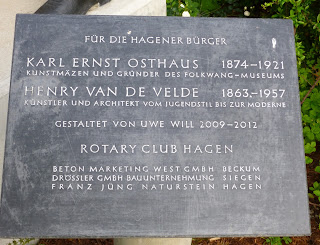 FÜR DIE HAGENER BÜRGER
KARL ERNST OSTHAUS 1874–1921
KUNSTMÄZEN UND GRÜNDER DES FOLKWANG-MUSEUMS
HENRY VAN DE VELDE 1863–1957
KÜNSTLER UND ARCHITEKT VOM JUGENDSTIL BIS ZUR MODERNE
GESTALTET VON UWE WILL 2009–2012
ROTARY CLUB HAGEN
BETON MARKETING WEST GMBH BECKUM
DRÖSSLER GMBH BAUUNTERNEHMUNG SIEGEN
FRANZ JÜNG NATURSTEIN HAGEN